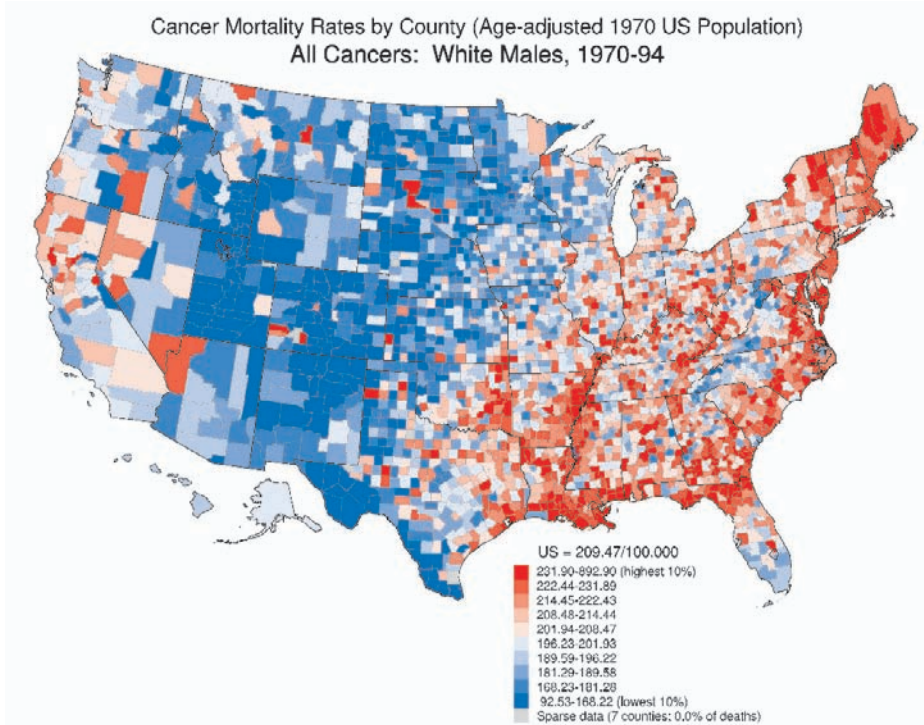 Cancer Mortality Rates by County (Age-adjusted 1970 US Population)
All Cancers: White Males, 1970-94
US = 209.47/100.000
231.90-892.90 (highest 10%)
222.44-231.89
214.45-222.43
208.48-214.44
201.94-208.47
196.23-201.93
189.59-196.22
181.29-189.58
168.23-181.28
92.53-168.22 (lowest 10%)
Sparse data (7 counties; 0.0% of deaths)